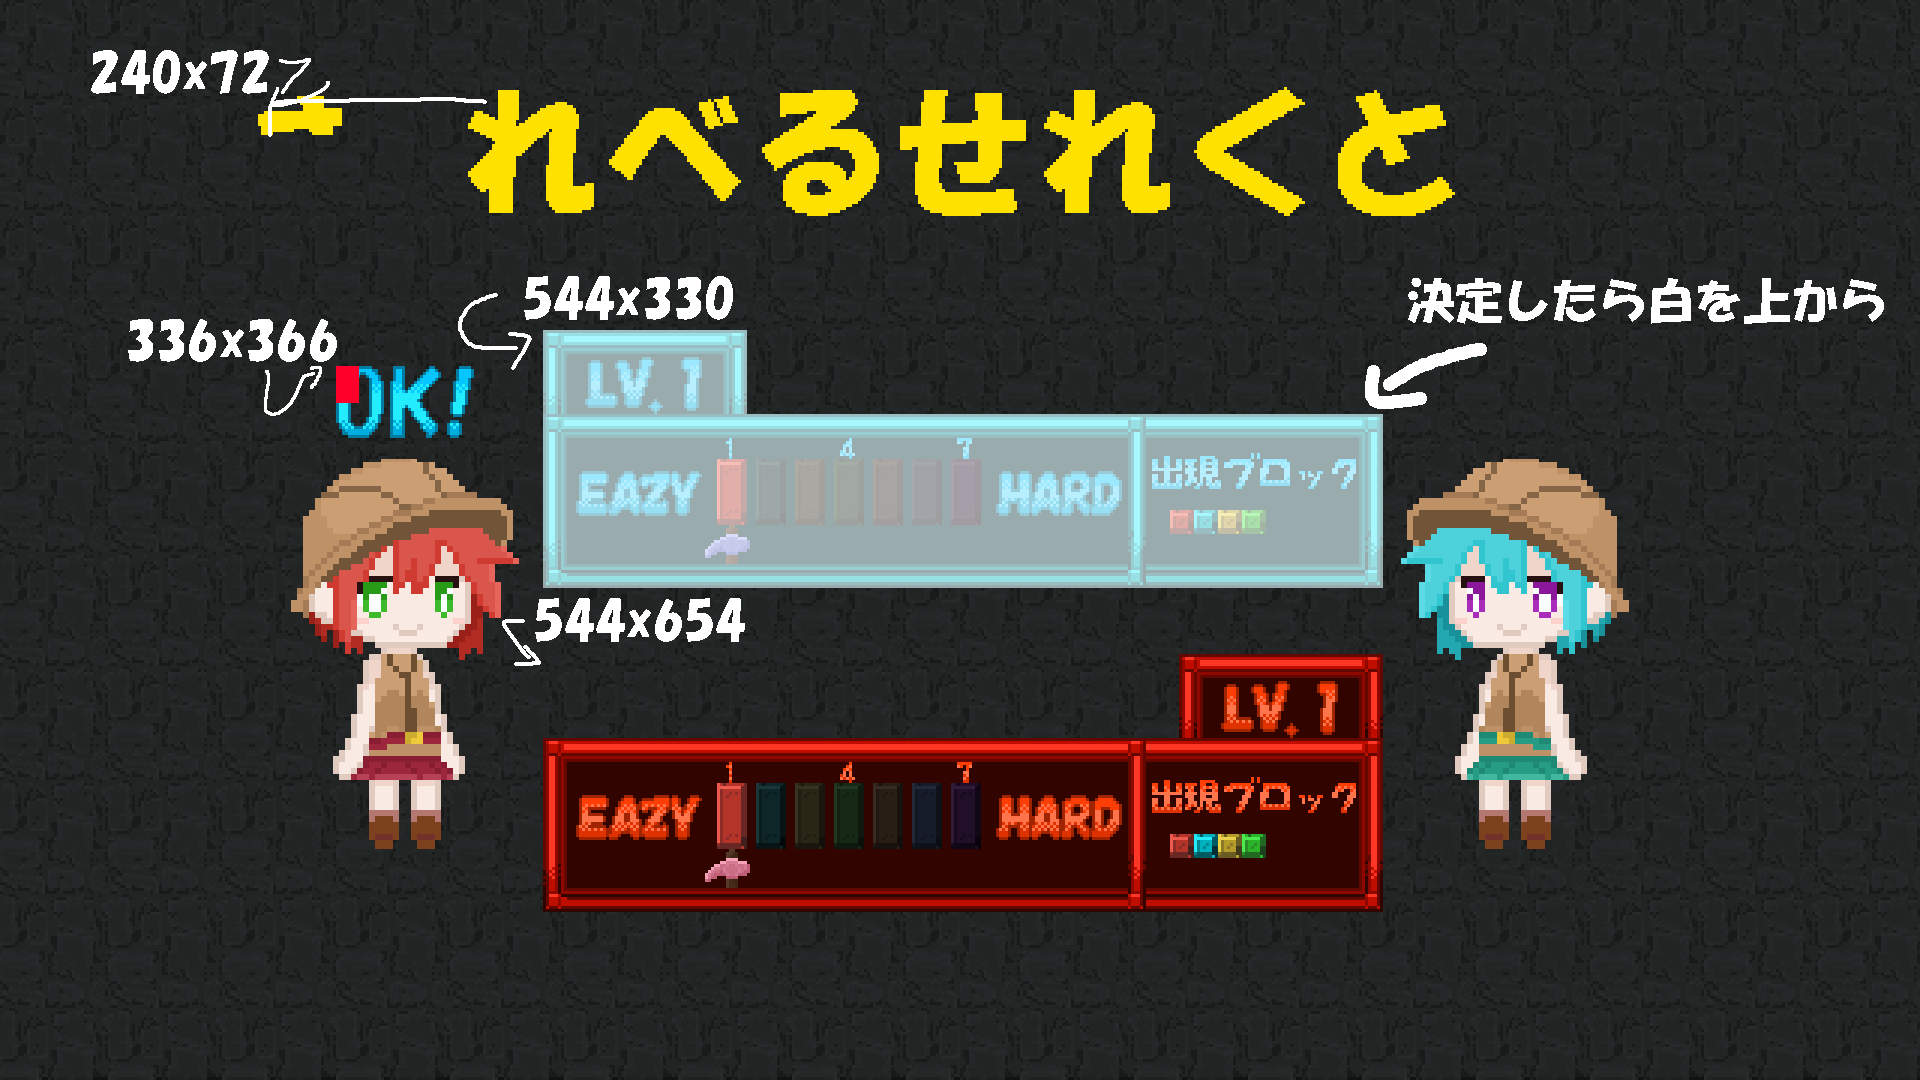 240x72
れべるせれくと
544x330
決定したら白を上から
336x366
OK!
LV. 1
1 4 7
EAZY HARD
出現ブロック
544x654
LV. 1
1 4 7
EAZY HARD
出現ブロック